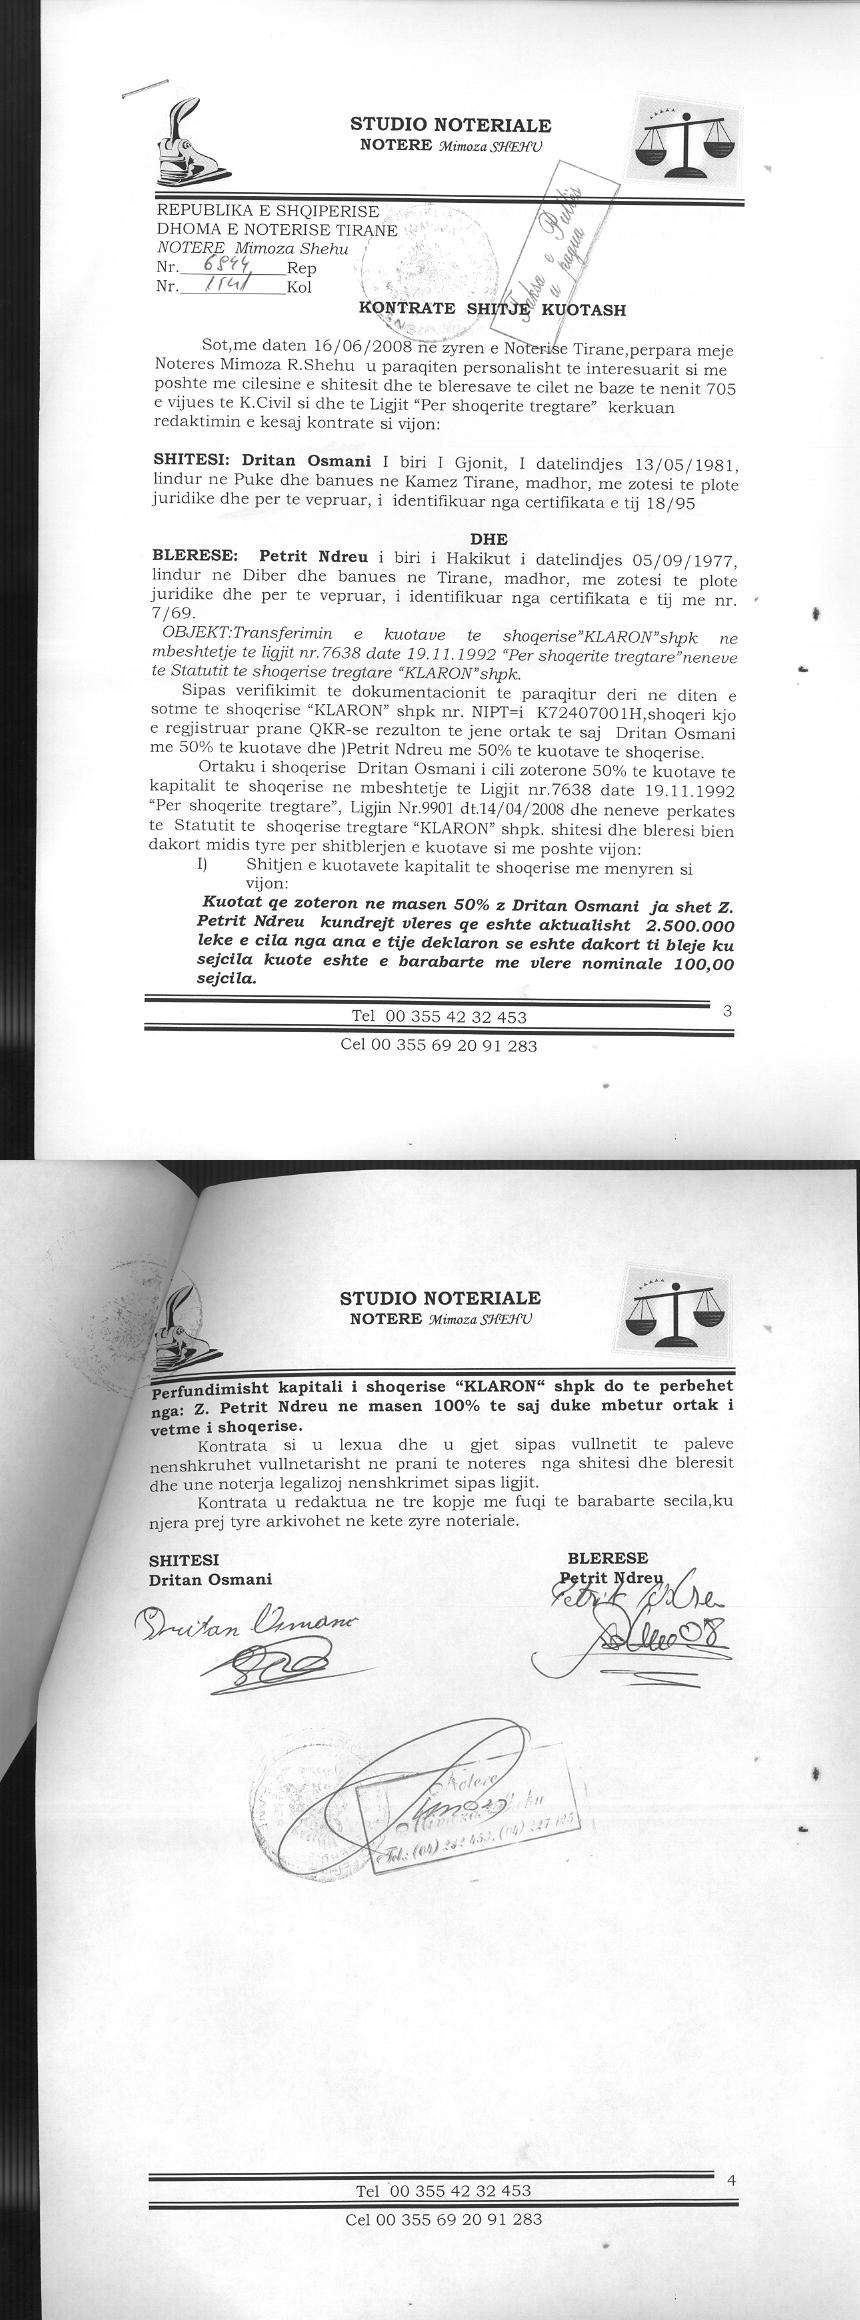 STUDIO NOTERIALE
NOTERE Mimoza SHEHU
Taksa e Pullës
u pagua
REPUBLIKA E SHQIPERISE
DHOMA E NOTERISE TIRANE
NOTERE Mimoza Shehu
Nr. 6944 Rep
Nr. 1541 Kol
KONTRATE SHITJE KUOTASH
Sot,me daten 16/06/2008 ne zyren e Noterise Tirane,perpara meje
Noteres Mimoza R.Shehu u paraqiten personalisht te interesuarit si me
poshte me cilesine e shitesit dhe te bleresave te cilet ne baze te nenit 705
e vijues te K.Civil si dhe te Ligjit "Per shoqerite tregtare" kerkuan
redaktimin e kesaj kontrate si vijon:
SHITESI: Dritan Osmani I biri I Gjonit, I datelindjes 13/05/1981,
lindur ne Puke dhe banues ne Kamez Tirane, madhor, me zotesi te plote
juridike dhe per te vepruar, i identifikuar nga certifikata e tij 18/95
DHE
BLERESE: Petrit Ndreu i biri i Hakikut i datelindjes 05/09/1977,
lindur ne Diber dhe banues ne Tirane, madhor, me zotesi te plote
juridike dhe per te vepruar, i identifikuar nga certifikata e tij me nr.
7/69.
OBJEKT:Transferimin e kuotave te shoqerise"KLARON"shpk ne
mbeshtetje te ligjit nr.7638 date 19.11.1992 "Per shoqerite tregtare"neneve
te Statutit te shoqerise tregtare "KLARON"shpk.
Sipas verifikimit te dokumentacionit te paraqitur deri ne diten e
sotme te shoqerise "KLARON" shpk nr. NIPT=i K72407001H,shoqeri kjo
e regjistruar prane QKR-se rezulton te jene ortak te saj Dritan Osmani
me 50% te kuotave dhe )Petrit Ndreu me 50% te kuotave te shoqerise.
Ortaku i shoqerise Dritan Osmani i cili zoterone 50% te kuotave te
kapitalit te shoqerise ne mbeshtetje te Ligjit nr.7638 date 19.11.1992
"Per shoqerite tregtare", Ligjin Nr.9901 dt.14/04/2008 dhe neneve perkates
te Statutit te shoqerise tregtare "KLARON" shpk. shitesi dhe bleresi bien
dakort midis tyre per shitblerjen e kuotave si me poshte vijon:
I) Shitjen e kuotavete kapitalit te shoqerise me menyren si
vijon:
Kuotat qe zoteron ne masen 50% z Dritan Osmani ja shet Z.
Petrit Ndreu kundrejt vleres qe eshte aktualisht 2.500.000
leke e cila nga ana e tije deklaron se eshte dakort ti bleje ku
sejcila kuote eshte e barabarte me vlere nominale 100,00
sejcila.
3
Tel 00 355 42 32 453
Cel 00 355 69 20 91 283
STUDIO NOTERIALE
NOTERE Mimoza SHEHU
Perfundimisht kapitali i shoqerise "KLARON" shpk do te perbehet
nga: Z. Petrit Ndreu ne masen 100% te saj duke mbetur ortak i
vetme i shoqerise.
Kontrata si u lexua dhe u gjet sipas vullnetit te paleve
nenshkruhet vullnetarisht ne prani te noteres nga shitesi dhe bleresit
dhe une noterja legalizoj nenshkrimet sipas ligjit.
Kontrata u redaktua ne tre kopje me fuqi te barabarte secila,ku
njera prej tyre arkivohet ne kete zyre noteriale.
SHITESI
Dritan Osmani
BLERESE
Petrit Ndreu
Dritan Osmani
Petrit Ndreu
Notere
Mimoza Shehu
4
Tel 00 355 42 32 453
Cel 00 355 69 20 91 283